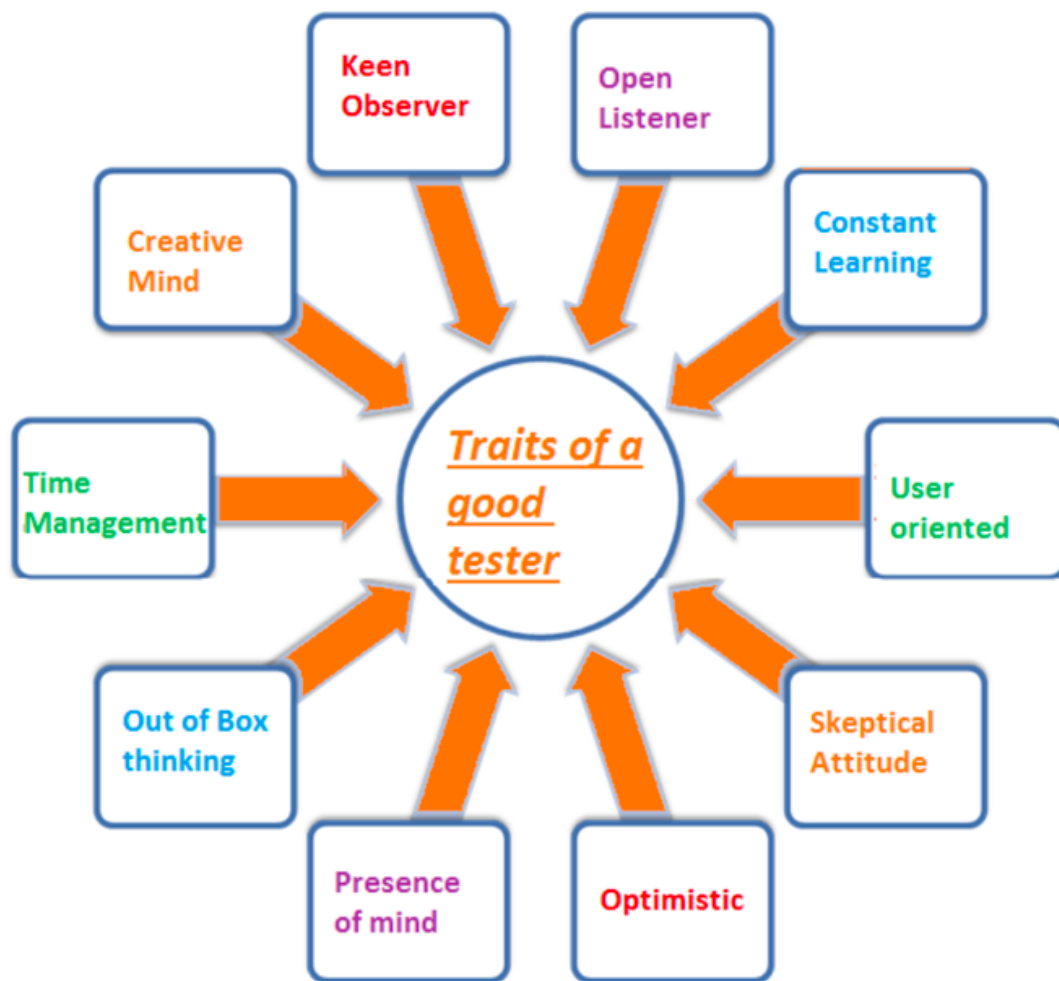 Keen
Observer
Open
Listener
Creative
Mind
Constant
Learning
Traits of a
good
tester
Time
Management
User
oriented
Out of Box
thinking
Skeptical
Attitude
Presence
of mind
Optimistic